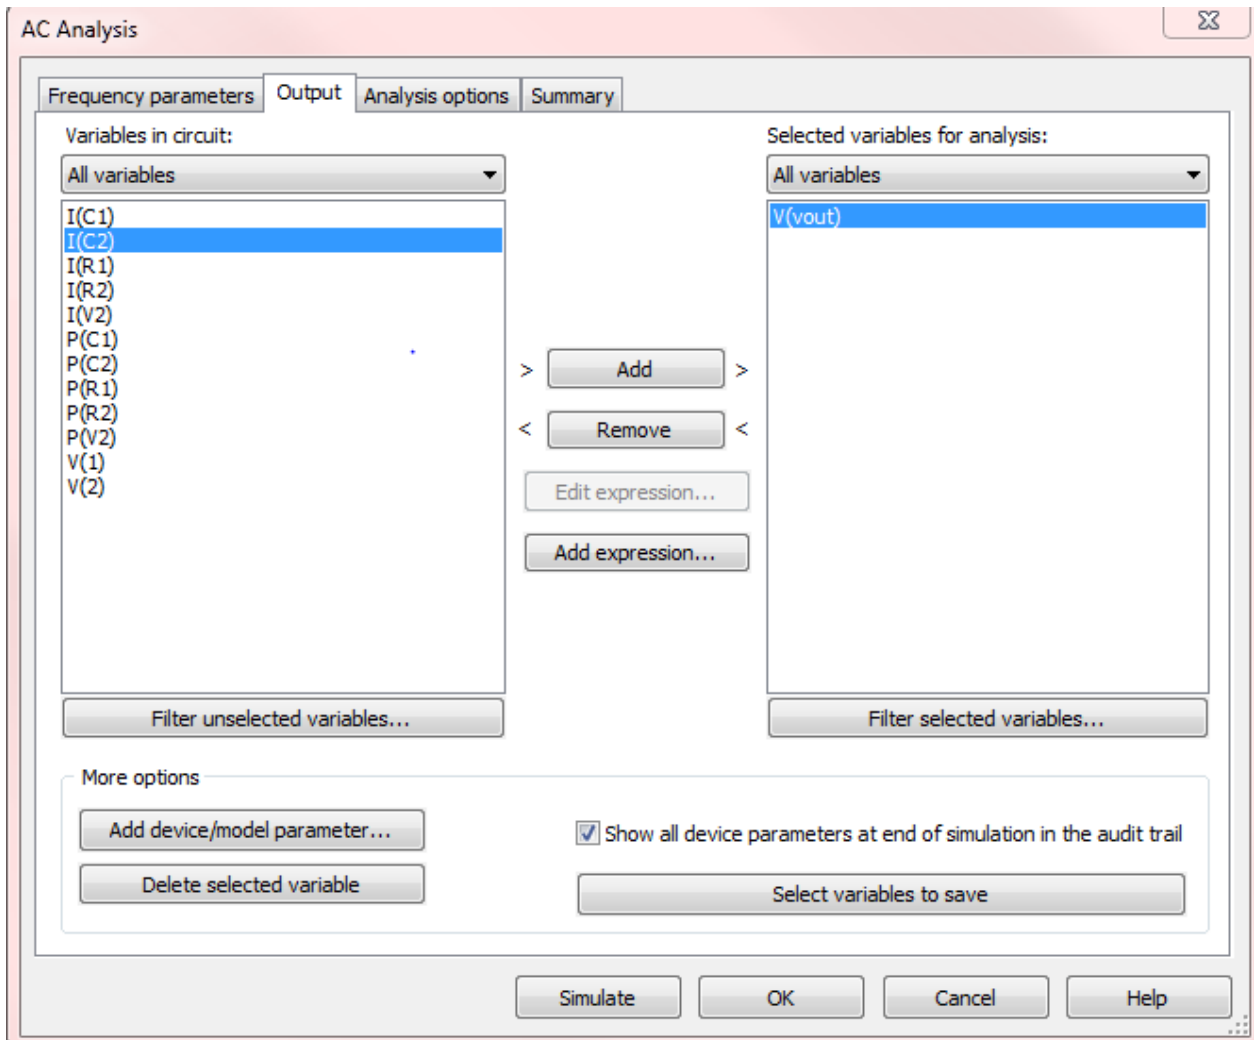 AC Analysis
Frequency parameters
Output
Analysis options
Summary
Variables in circuit:
All variables
I(C1)
I(C2)
I(R1)
I(R2)
I(V2)
P(C1)
P(C2)
P(R1)
P(R2)
P(V2)
V(1)
V(2)
Filter unselected variables...
> Add >
< Remove <
Edit expression...
Add expression...
Selected variables for analysis:
All variables
V(vout)
Filter selected variables...
More options
Add device/model parameter...
Delete selected variable
Show all device parameters at end of simulation in the audit trail
Select variables to save
Simulate
OK
Cancel
Help